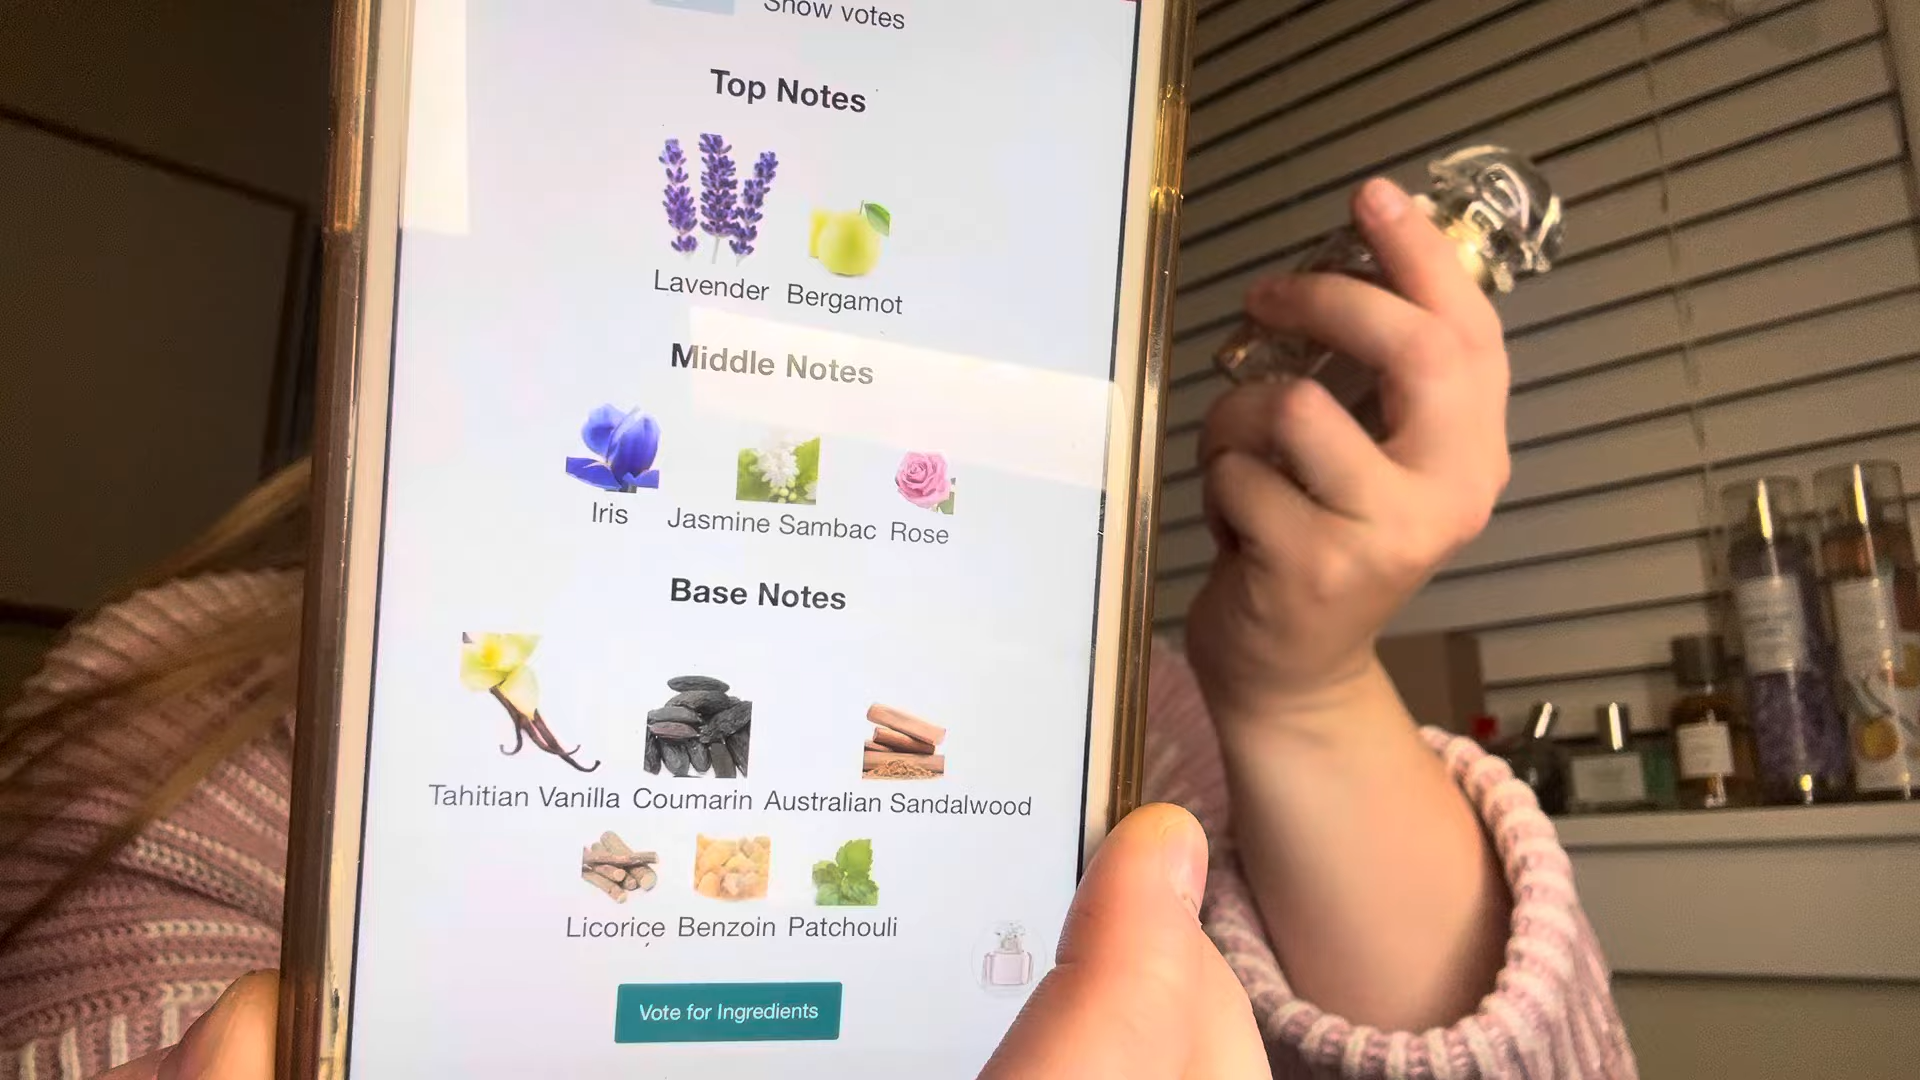 Show votes
Top Notes
Lavender Bergamot
Middle Notes
Iris Jasmine Sambac Rose
Base Notes
Tahitian Vanilla Coumarin Australian Sandalwood
Licorice Benzoin Patchouli
Vote for Ingredients